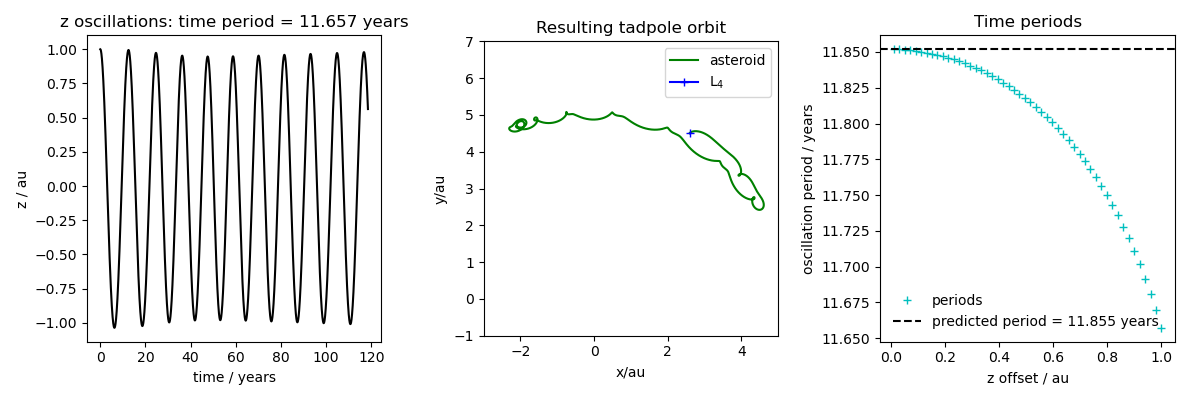 z oscillations: time period = 11.657 years
1.00
0.75
0.50
0.25
0.00
−0.25
−0.50
−0.75
−1.00
z / au
0 20 40 60 80 100 120
time / years
Resulting tadpole orbit
asteroid
L₄
7
6
5
4
3
2
1
0
−1
y/au
−2 0 2 4
x/au
Time periods
11.850
11.825
11.800
11.775
11.750
11.725
11.700
11.675
11.650
oscillation period / years
periods
predicted period = 11.855 years
0.0 0.2 0.4 0.6 0.8 1.0
z offset / au